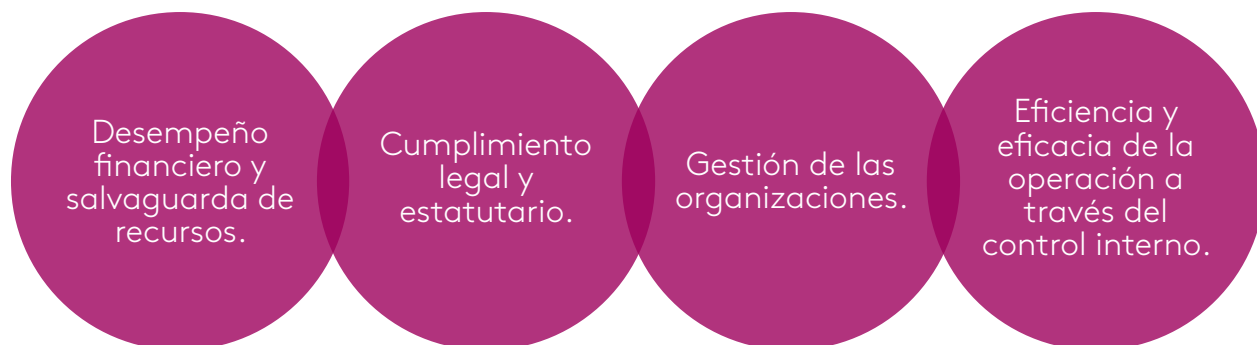 Desempeño
financiero y
salvaguarda de
recursos.
Cumplimiento
legal y
estatutario.
Gestión de las
organizaciones.
Eficiencia y
eficacia de la
operación a
través del
control interno.